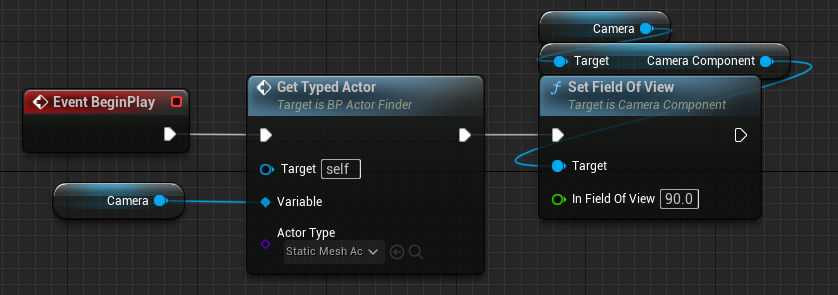 Camera
Target Camera Component
Event BeginPlay
Get Typed Actor
Target is BP Actor Finder
Set Field Of View
Target is Camera Component
Target self
Target
Camera
Variable
In Field Of View 90.0
Actor Type
Static Mesh Ac